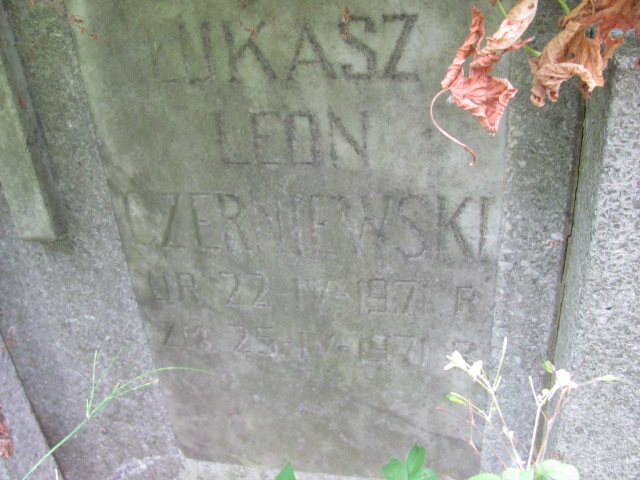 ŁUKASZ
LEON
CZERNIEWSKI
UR 22-IV-1971 R
ZM 25-IV-1971 R